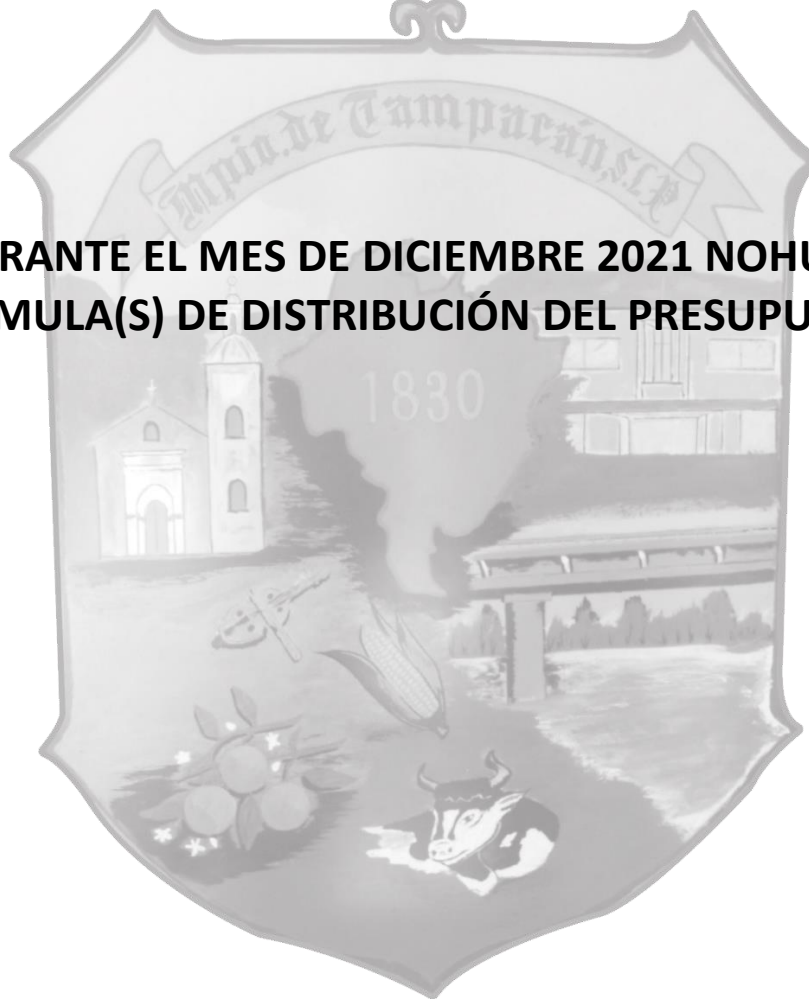 Mpio. de Tampacán, S.L.P.
RANTE EL MES DE DICIEMBRE 2021 NOHU
MULA(S) DE DISTRIBUCIÓN DEL PRESUPU
1830